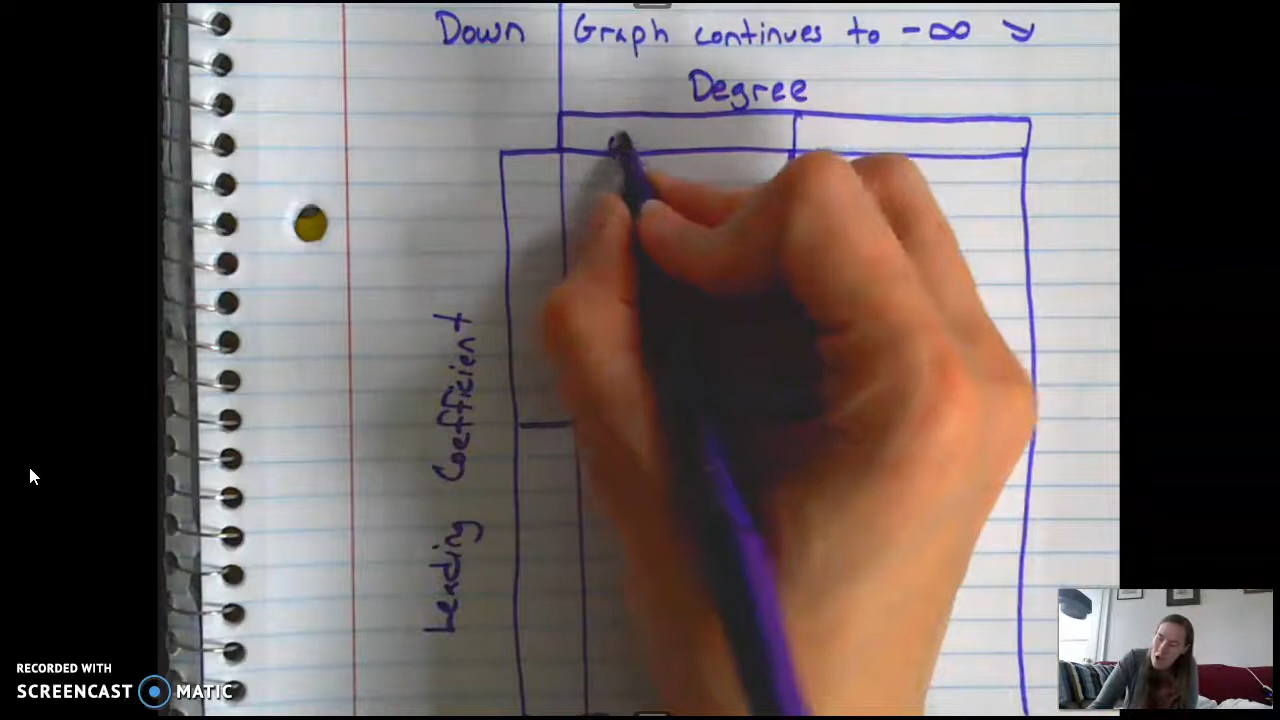 Down Graph continues to -∞ ↘
Degree
Leading Coefficient
RECORDED WITH
SCREENCAST MATIC